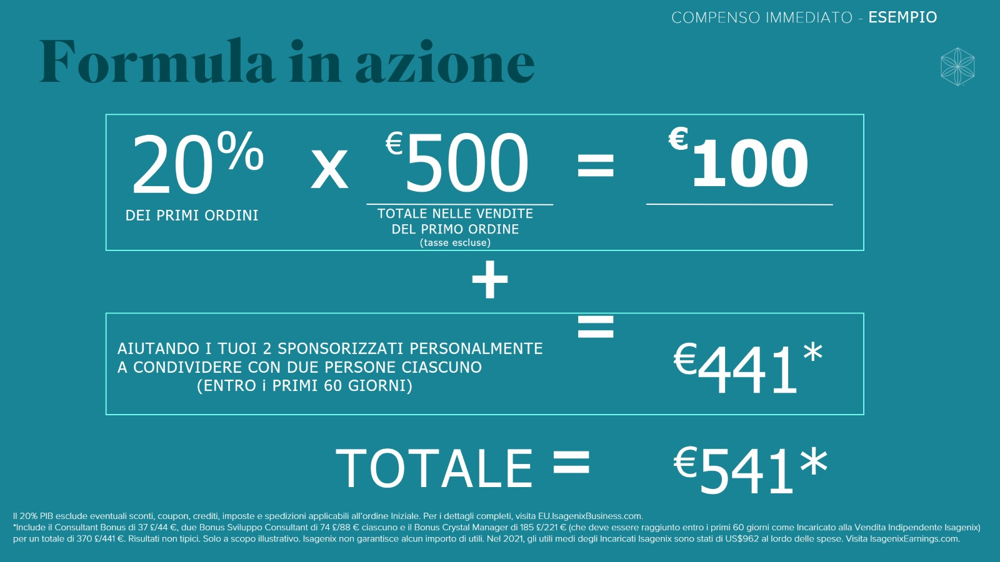 COMPENSO IMMEDIATO - ESEMPIO
Formula in azione
20% x €500 = €100
DEI PRIMI ORDINI
TOTALE NELLE VENDITE
DEL PRIMO ORDINE
(tasse escluse)
+
=
AIUTANDO I TUOI 2 SPONSORIZZATI PERSONALMENTE
A CONDIVIDERE CON DUE PERSONE CIASCUNO
(ENTRO i PRIMI 60 GIORNI)
€441*
TOTALE = €541*
Il 20% PIB esclude eventuali sconti, coupon, crediti, imposte e spedizioni applicabili all'ordine Iniziale. Per i dettagli completi, visita EU.IsagenixBusiness.com.
*Include il Consultant Bonus di 37 £/44 €, due Bonus Sviluppo Consultant di 74 £/88 € ciascuno e il Bonus Crystal Manager di 185 £/221 € (che deve essere raggiunto entro i primi 60 giorni come Incaricato alla Vendita Indipendente Isagenix)
per un totale di 370 £/441 €. Risultati non tipici. Solo a scopo illustrativo. Isagenix non garantisce alcun importo di utili. Nel 2021, gli utili medi degli Incaricati Isagenix sono stati di US$962 al lordo delle spese. Visita IsagenixEarnings.com.